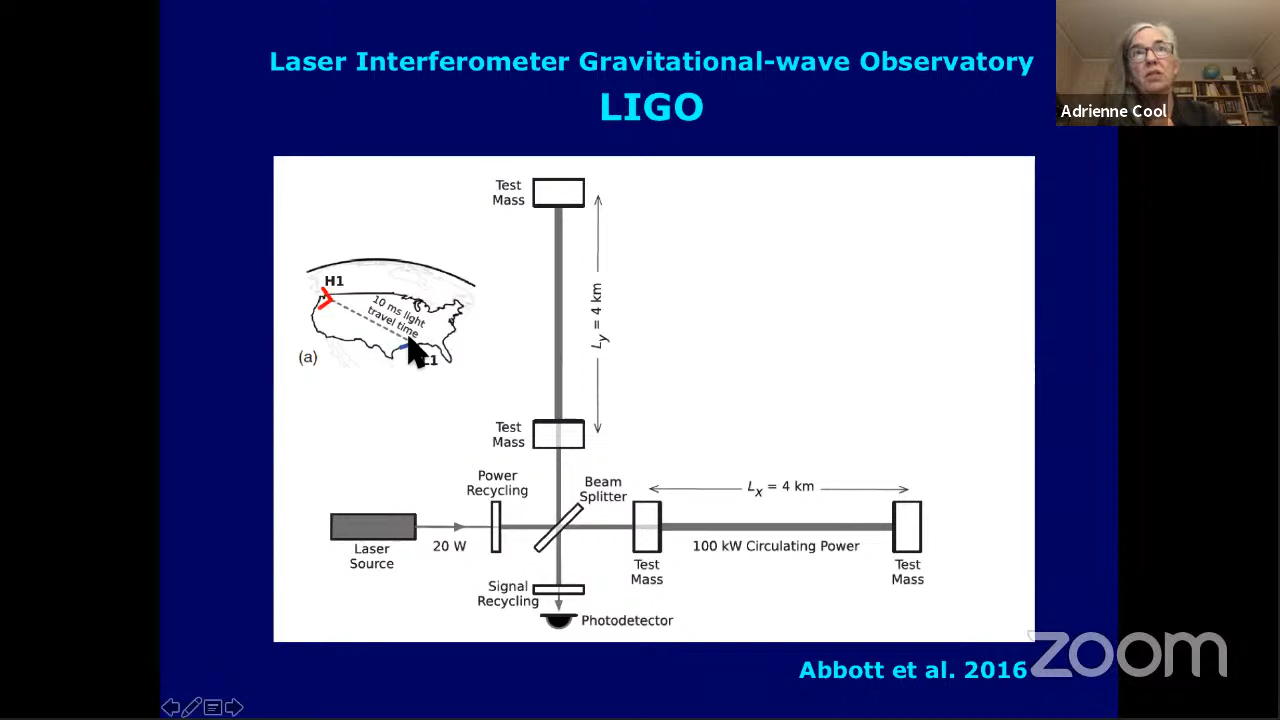 Laser Interferometer Gravitational-wave Observatory
LIGO
Adrienne Cool
Test
Mass
H1
10 ms light
travel time
L1
(a)
Ly = 4 km
Test
Mass
Power
Recycling
Beam
Splitter
Lx = 4 km
Laser
Source
20 W
100 kW Circulating Power
Test
Mass
Test
Mass
Signal
Recycling
Photodetector
Abbott et al. 2016
zoom